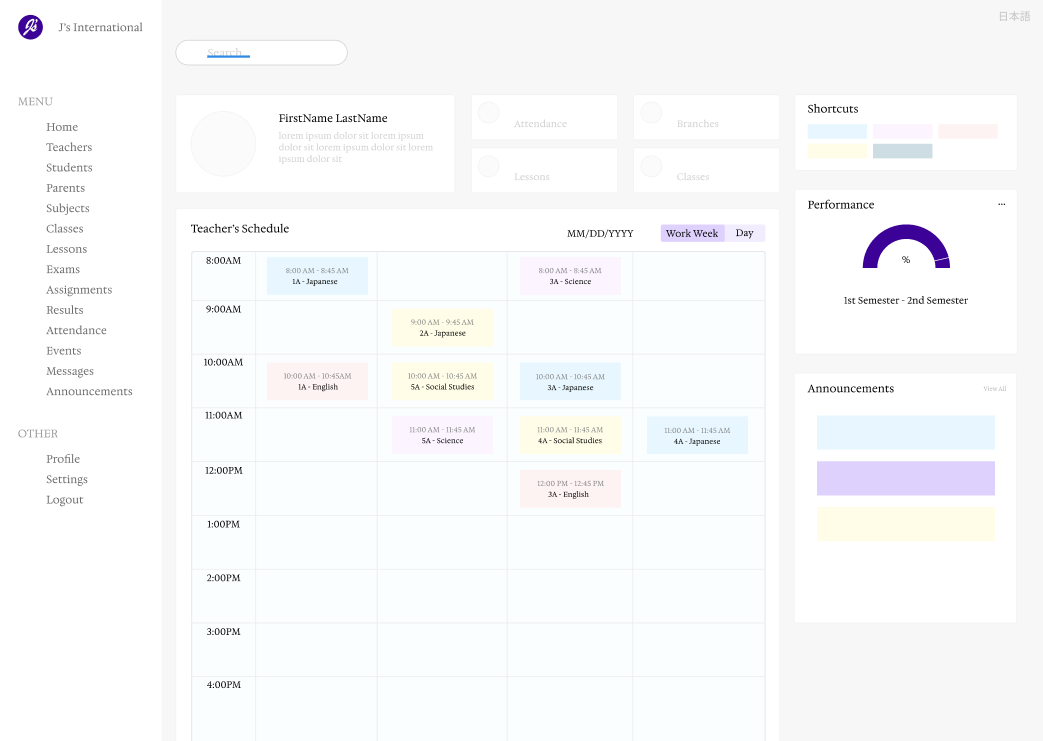 J's
J's International
日本語
Search...
MENU
Home
Teachers
Students
Parents
Subjects
Classes
Lessons
Exams
Assignments
Results
Attendance
Events
Messages
Announcements
OTHER
Profile
Settings
Logout
FirstName LastName
lorem ipsum dolor sit lorem ipsum
dolor sit lorem ipsum dolor sit lorem
ipsum dolor sit
Attendance
Branches
Lessons
Classes
Teacher's Schedule
MM/DD/YYYY
Work Week
Day
8:00AM
8:00 AM - 8:45 AM
1A - Japanese
8:00 AM - 8:45 AM
3A - Science
9:00AM
9:00 AM - 9:45 AM
2A - Japanese
10:00AM
10:00 AM - 10:45AM
1A - English
10:00 AM - 10:45 AM
5A - Social Studies
10:00 AM - 10:45 AM
3A - Japanese
11:00AM
11:00 AM - 11:45 AM
5A - Science
11:00 AM - 11:45 AM
4A - Social Studies
11:00 AM - 11:45 AM
4A - Japanese
12:00PM
12:00 PM - 12:45 PM
3A - English
1:00PM
2:00PM
3:00PM
4:00PM
Shortcuts
Performance
...
%
1st Semester - 2nd Semester
Announcements
View All